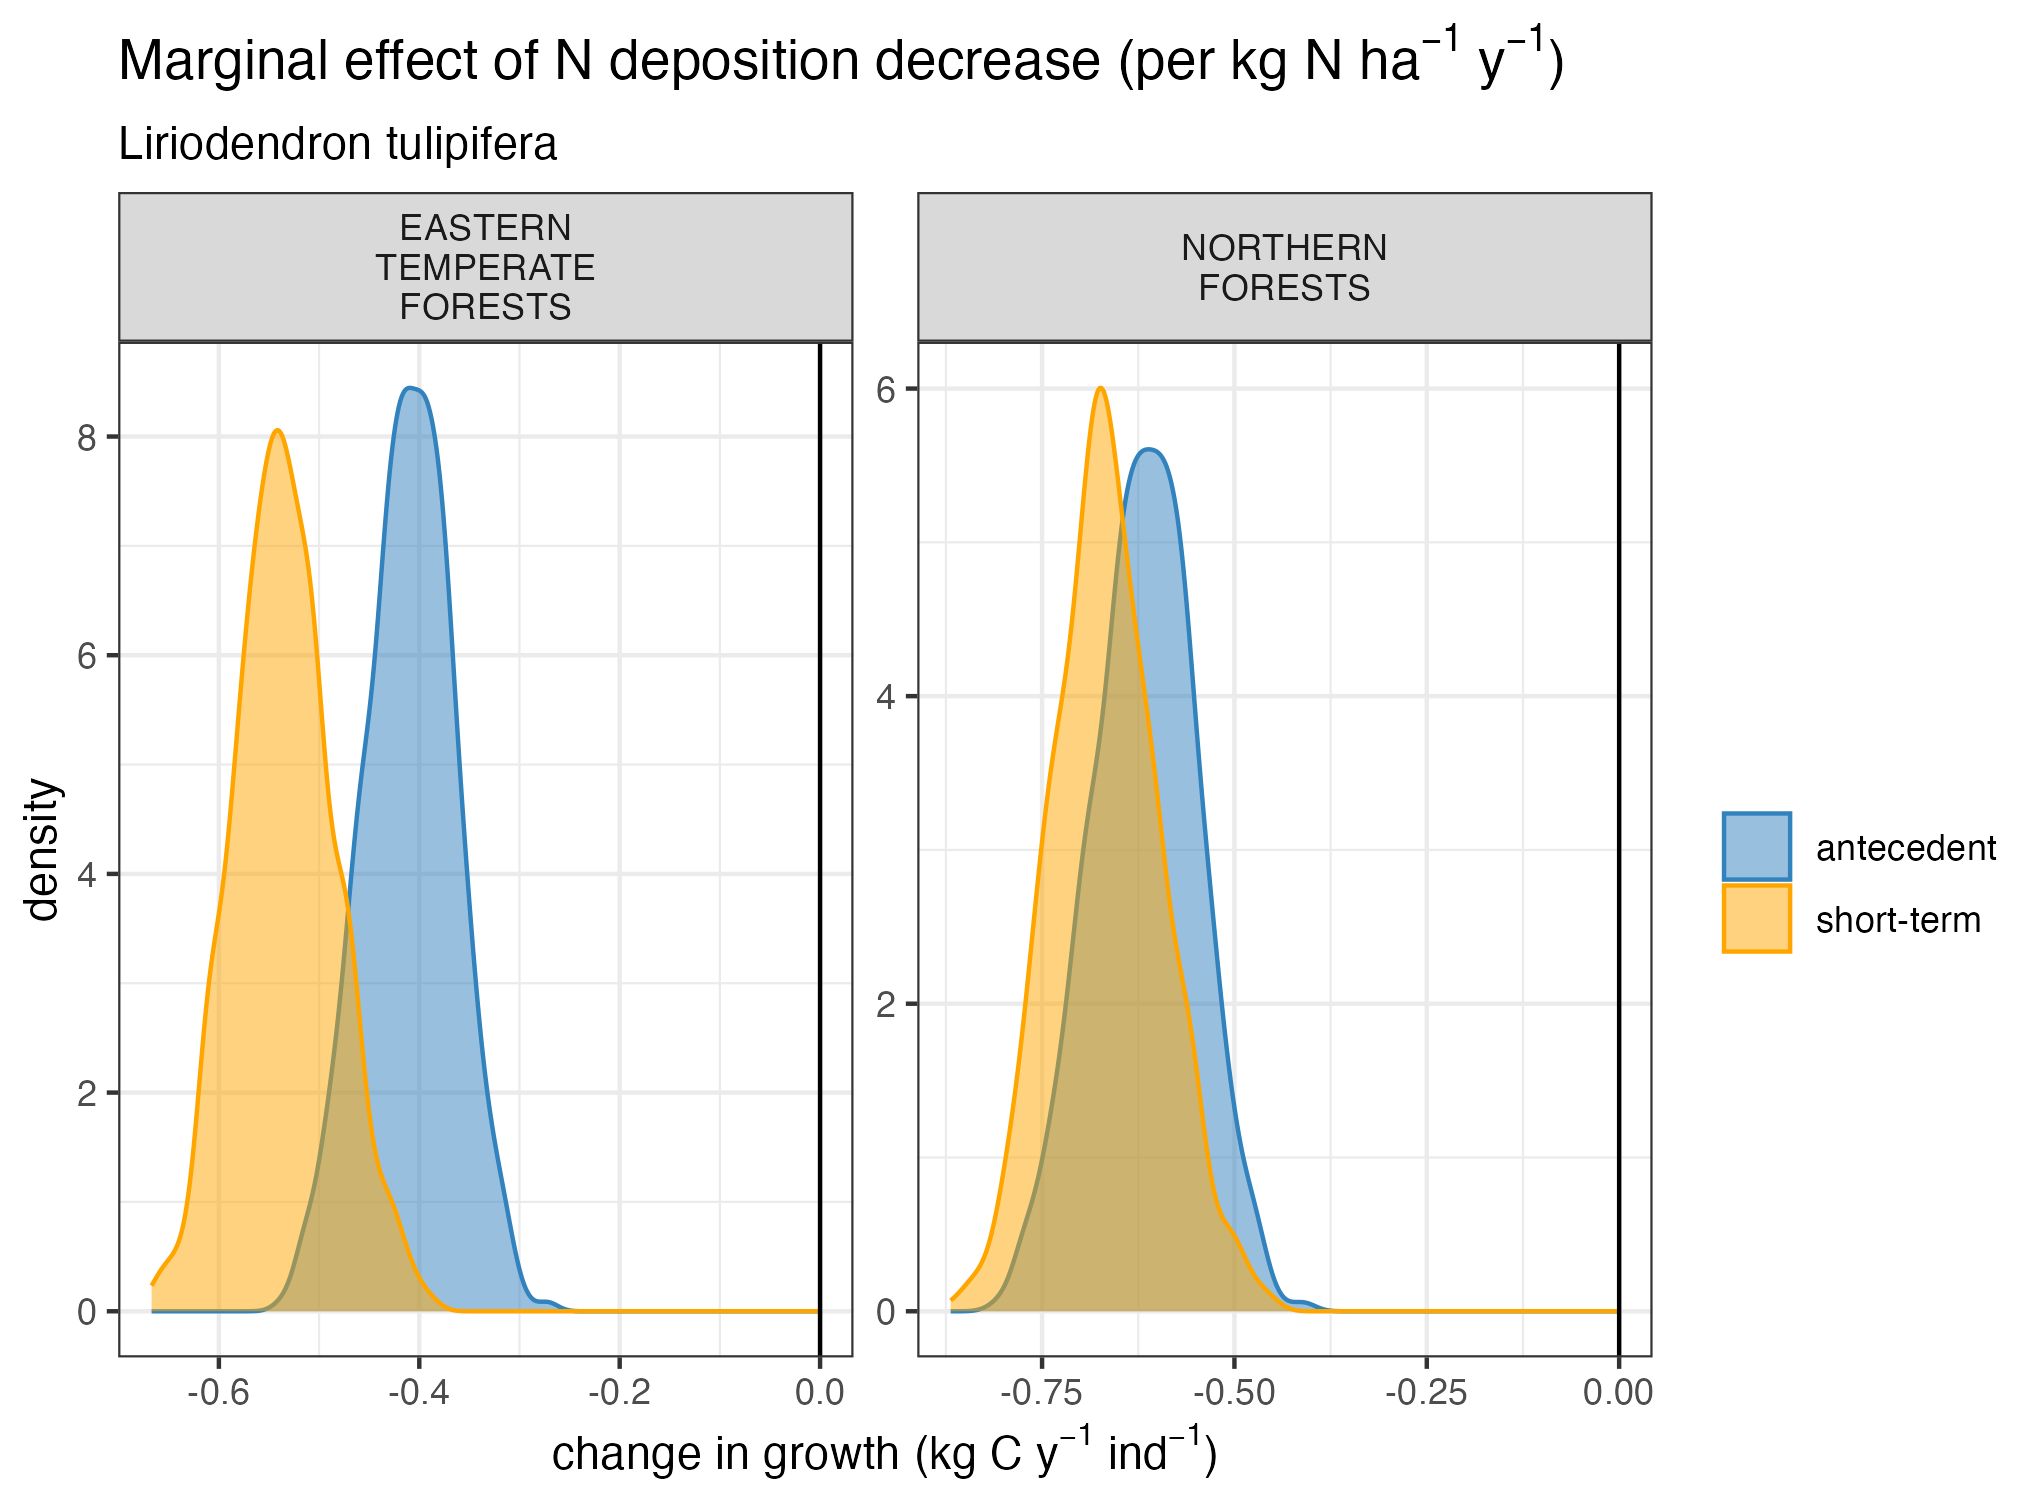 Marginal effect of N deposition decrease (per kg N ha⁻¹ y⁻¹)
Liriodendron tulipifera
EASTERN
TEMPERATE
FORESTS
NORTHERN
FORESTS
density
8
6
4
2
0
6
4
2
0
-0.6 -0.4 -0.2 0.0
-0.75 -0.50 -0.25 0.00
change in growth (kg C y⁻¹ ind⁻¹)
antecedent
short-term